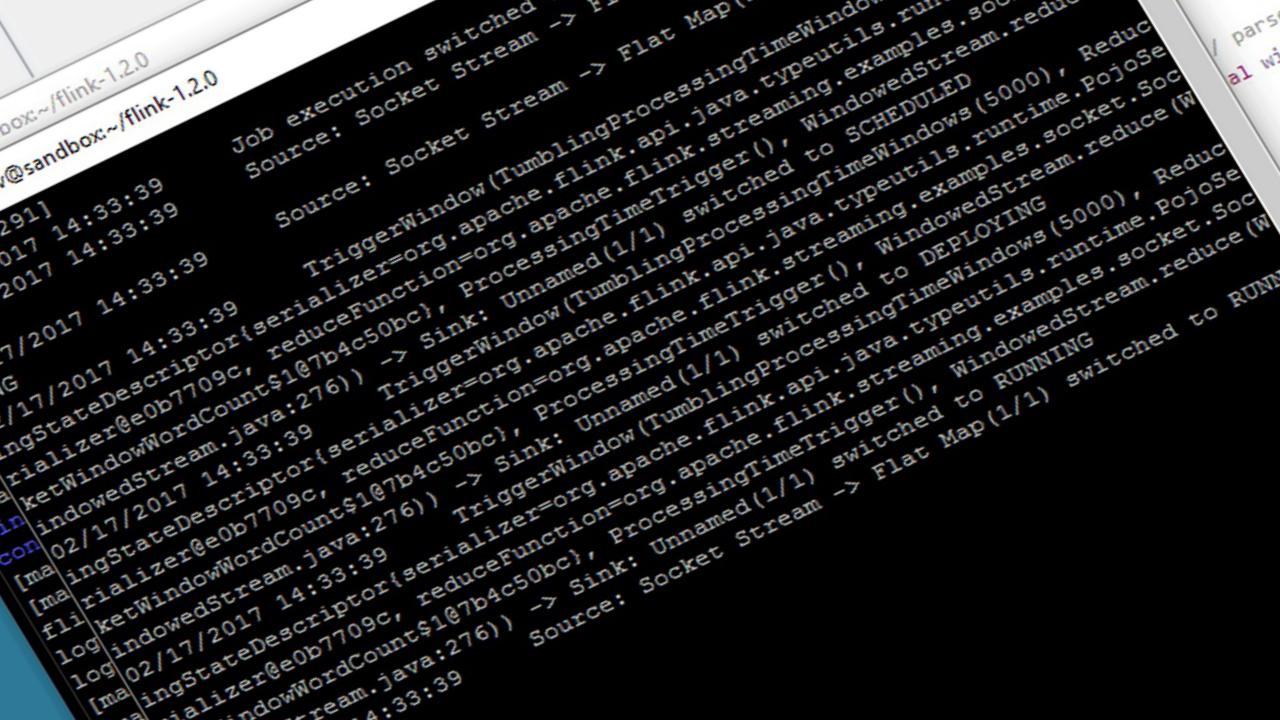 box:~/flink-1.2.0
v@sandbox:~/flink-1.2.0
291]
017 14:33:39 Job execution switched
2017 14:33:39 Source: Socket Stream ->
7/2017 14:33:39 Source: Socket Stream -> Flat Map(
NG
2/17/2017 14:33:39 TriggerWindow(TumblingProcessingTimeWindow
ingStateDescriptor{serializer=org.apache.flink.api.java.typeutils.run
rializer@e0b7709c, reduceFunction=org.apache.flink.streaming.examples.soc
ketWindowWordCount$1@7b4c50bc}, ProcessingTimeTrigger(), WindowedStream.reduc
indowedStream.java:276)) -> Sink: Unnamed(1/1) switched to SCHEDULED
02/17/2017 14:33:39 TriggerWindow(TumblingProcessingTimeWindows(5000), Reduc
ingStateDescriptor{serializer=org.apache.flink.api.java.typeutils.runtime.PojoSe
rializer@e0b7709c, reduceFunction=org.apache.flink.streaming.examples.socket.Soc
ketWindowWordCount$1@7b4c50bc}, ProcessingTimeTrigger(), WindowedStream.reduce(W
indowedStream.java:276)) -> Sink: Unnamed(1/1) switched to DEPLOYING
02/17/2017 14:33:39 TriggerWindow(TumblingProcessingTimeWindows(5000), Reduc
ingStateDescriptor{serializer=org.apache.flink.api.java.typeutils.runtime.PojoSe
ializer@e0b7709c, reduceFunction=org.apache.flink.streaming.examples.socket.Soc
indowWordCount$1@7b4c50bc}, ProcessingTimeTrigger(), WindowedStream.reduce(W
tream.java:276)) -> Sink: Unnamed(1/1) switched to RUNNING
4:33:39 Source: Socket Stream -> Flat Map(1/1) switched to RUNN
in
con
[ma
[ma
fli
log
log
[ma
/ parse
al wi